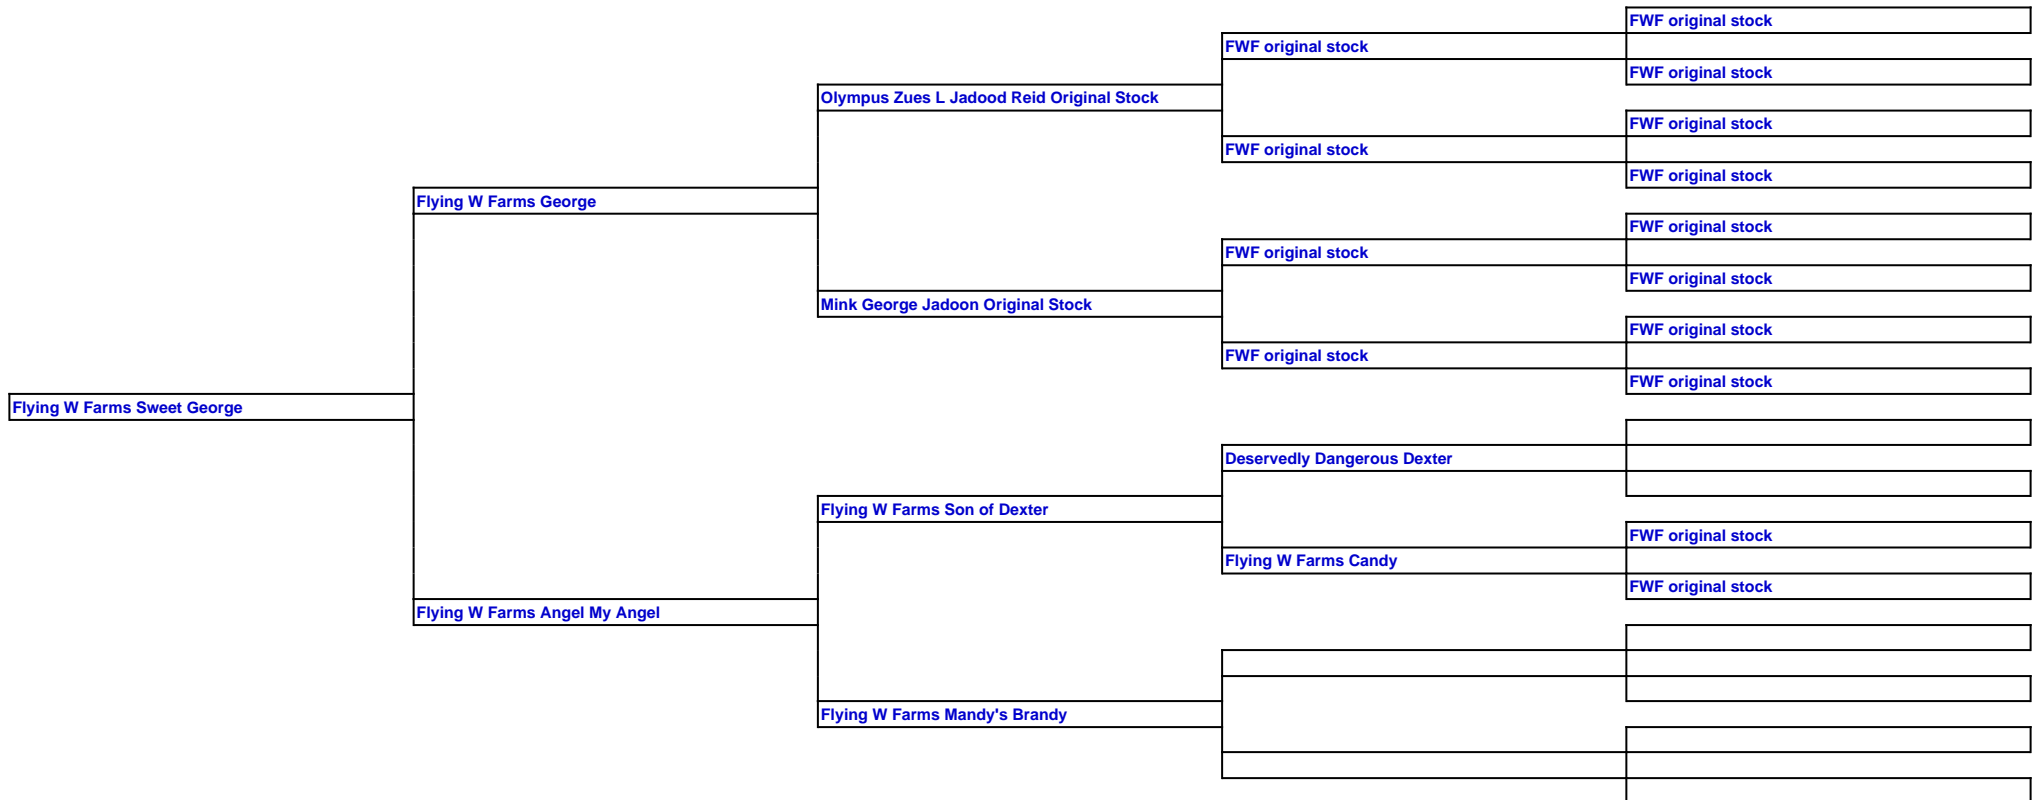 FWF original stock
FWF original stock
FWF original stock
Olympus Zues L Jadood Reid Original Stock
FWF original stock
FWF original stock
FWF original stock
Flying W Farms George
FWF original stock
FWF original stock
FWF original stock
Mink George Jadoon Original Stock
FWF original stock
FWF original stock
FWF original stock
Flying W Farms Sweet George
Deservedly Dangerous Dexter
Flying W Farms Son of Dexter
FWF original stock
Flying W Farms Candy
FWF original stock
Flying W Farms Angel My Angel
Flying W Farms Mandy's Brandy